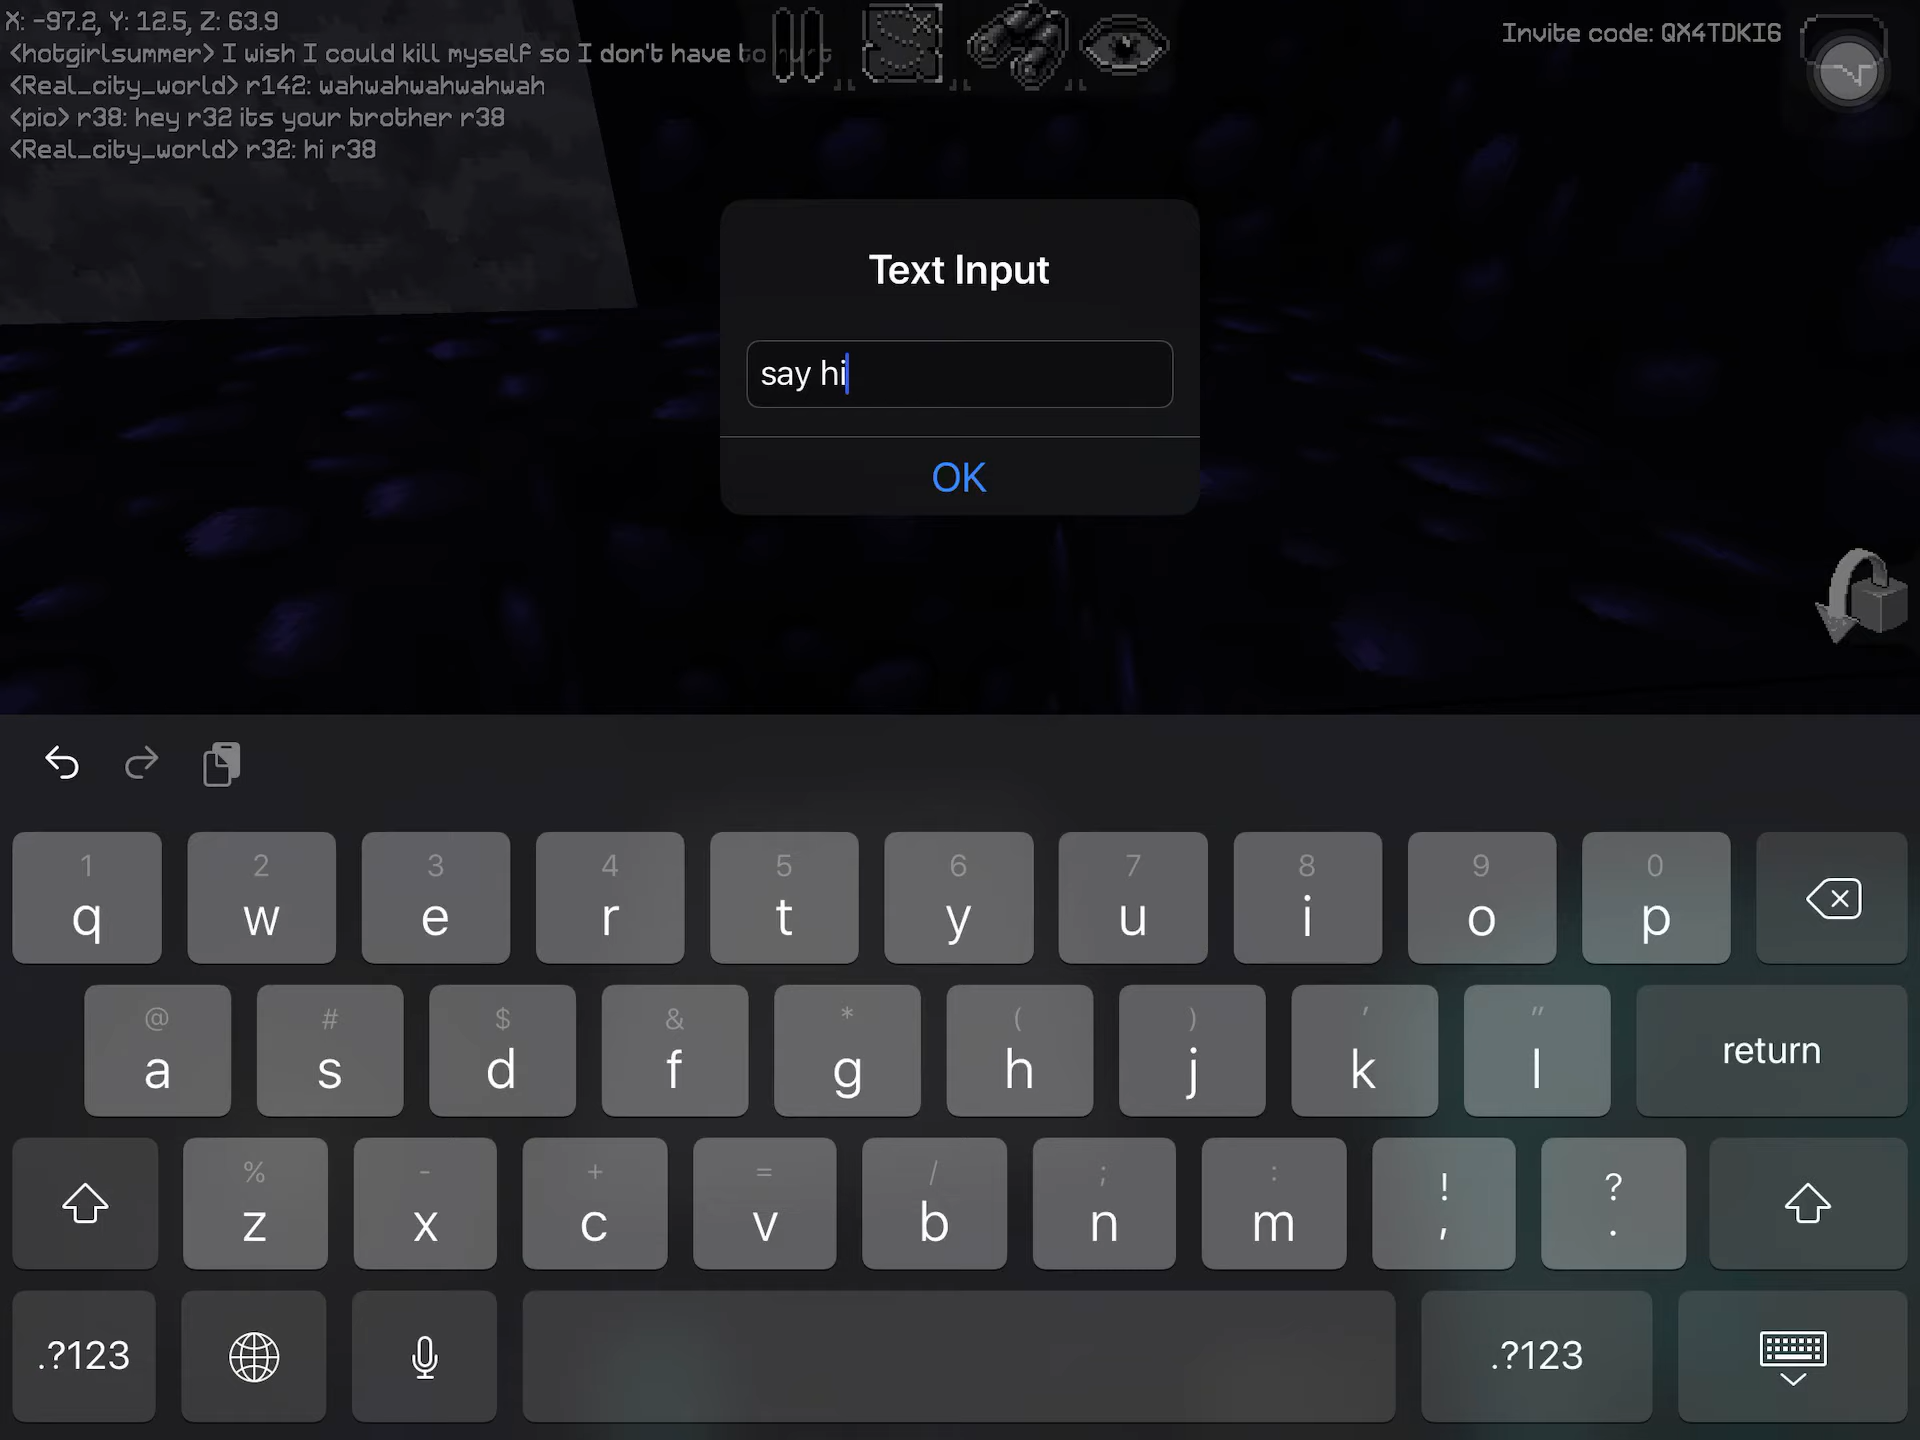 X: -97.2, Y: 12.5, Z: 63.9
Invite code: QX4TDKI6
<hotgirlsummer> I wish I could kill myself so I don't have to hurt
<Real_city_world> r142: wahwahwahwahwah
<pio> r38: hey r32 its your brother r38
<Real_city_world> r32: hi r38
Text Input
say hi
OK
1 2 3 4 5 6 7 8 9 0
q w e r t y u i o p
@ # $ & * ( ) ' "
a s d f g h j k l return
% - + = / ; : ! ?
z x c v b n m , .
.?123 .?123